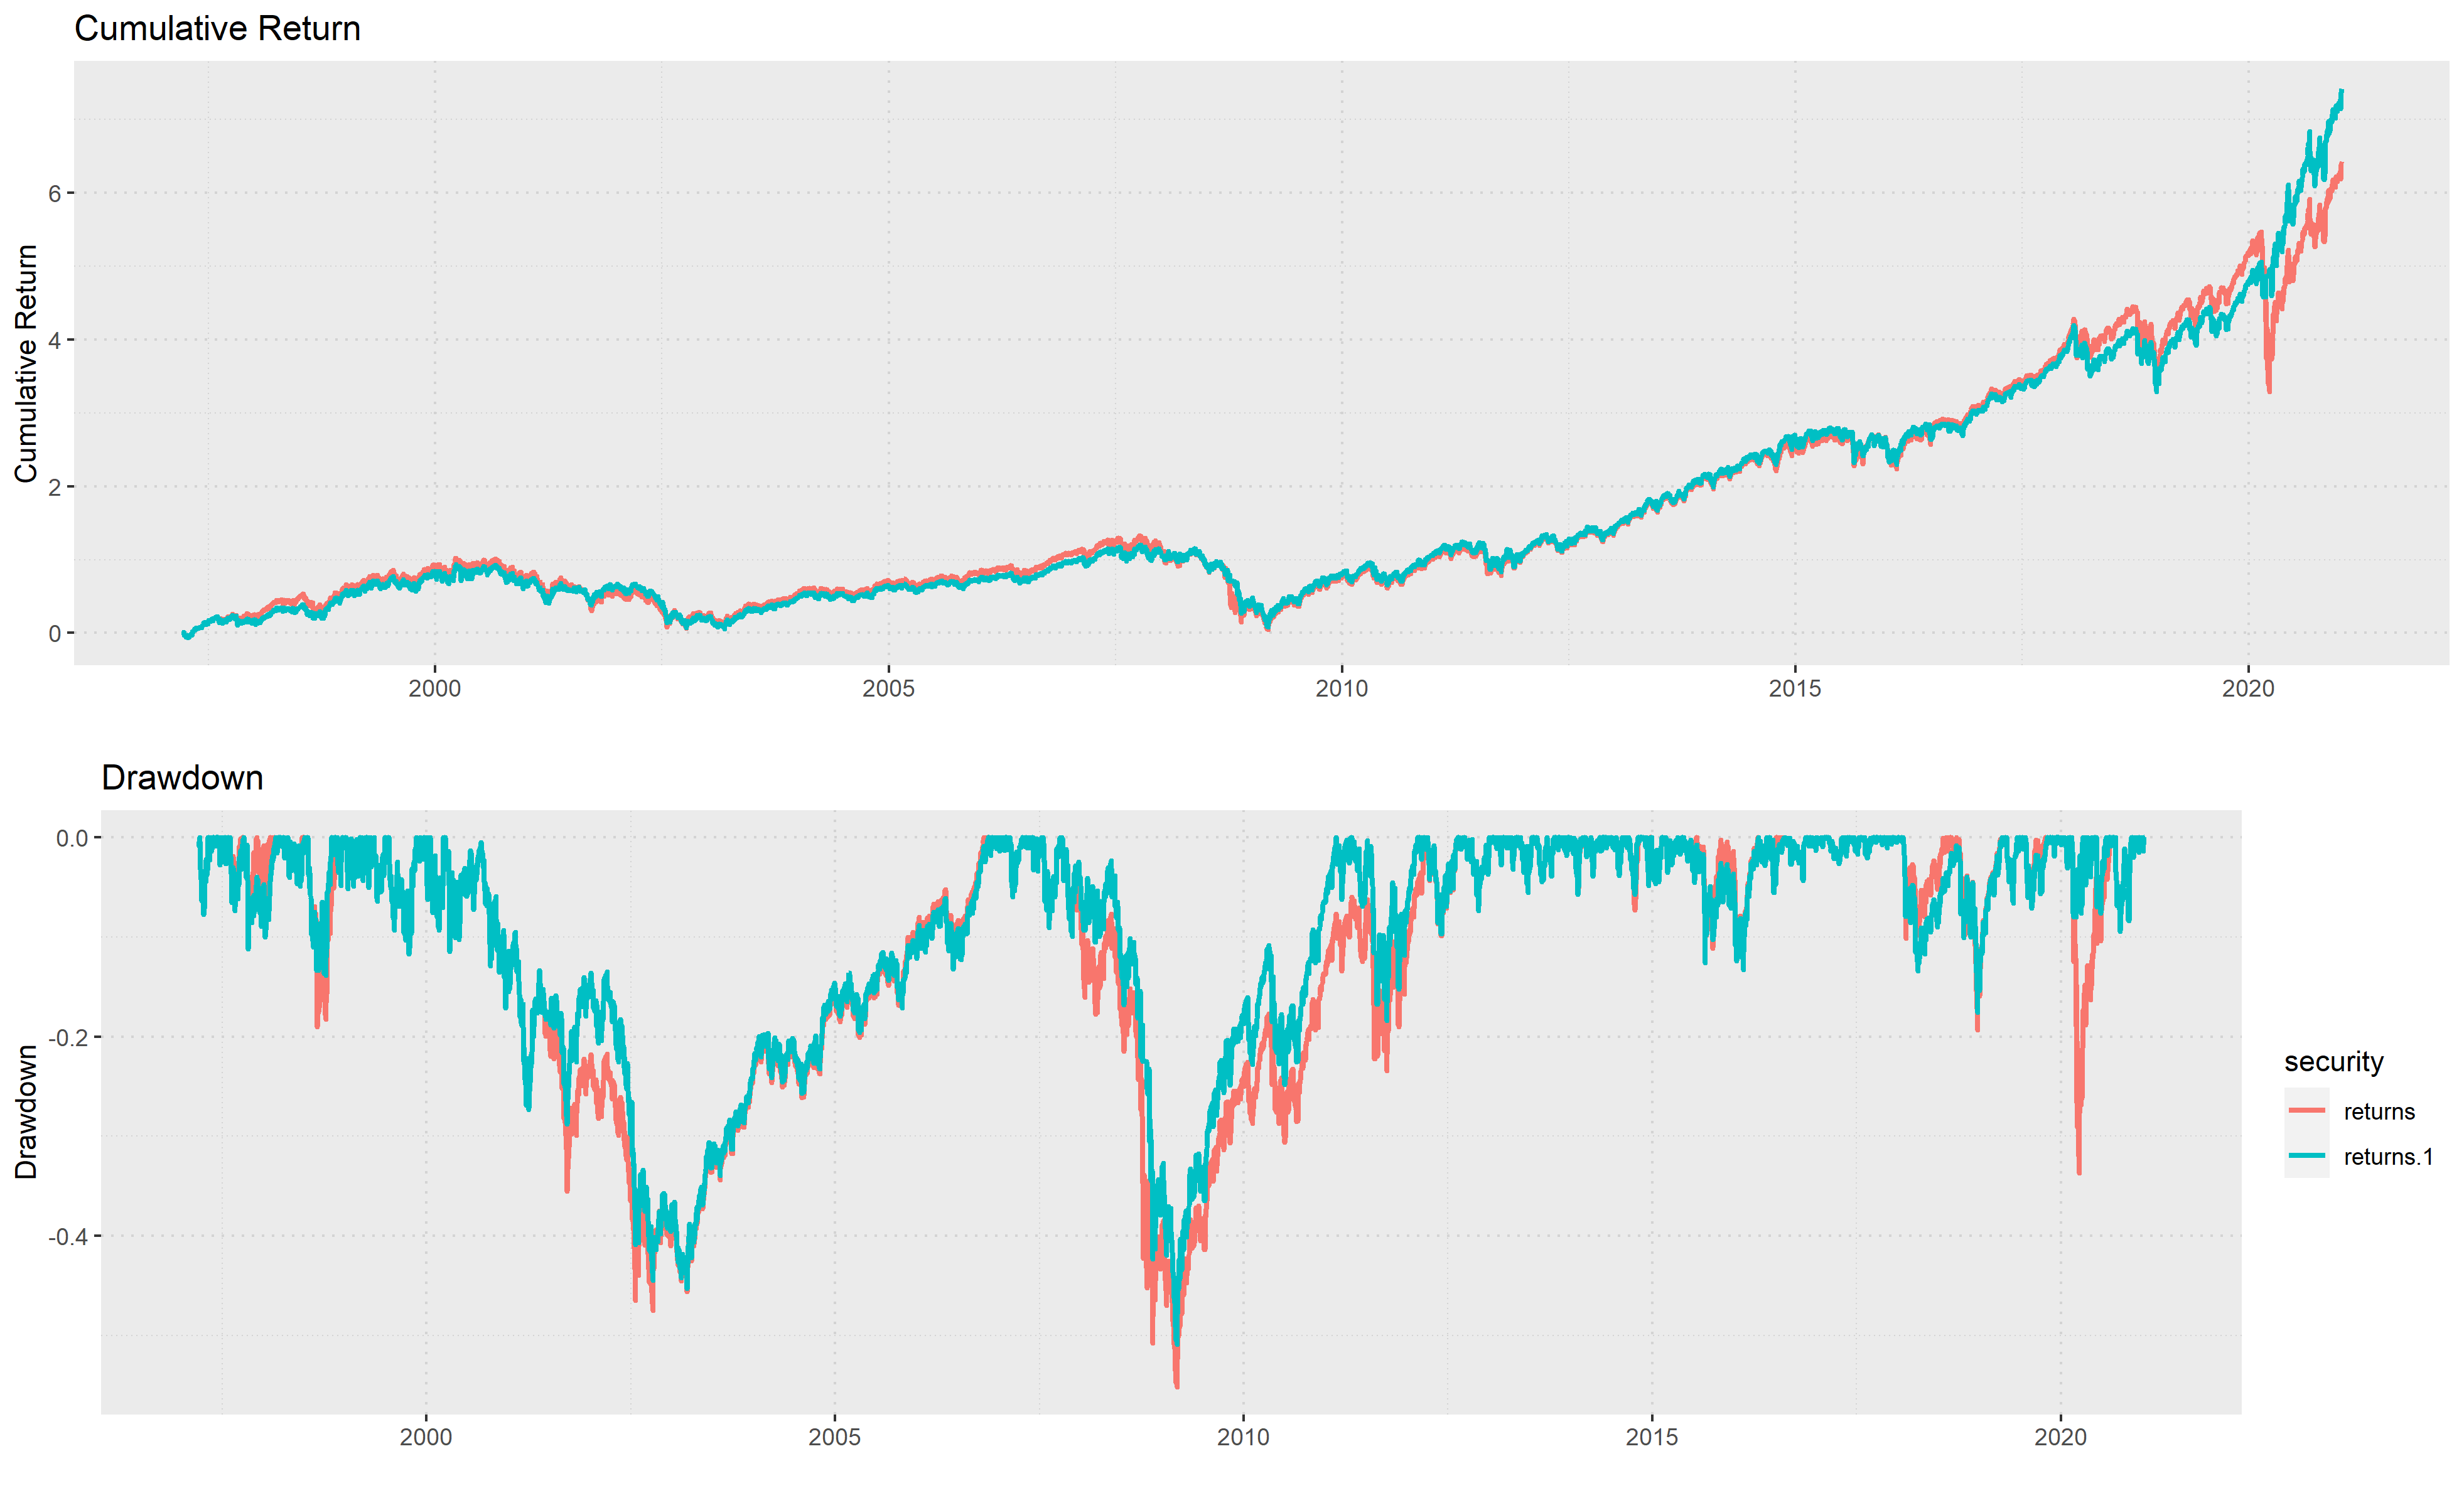 Cumulative Return
Cumulative Return
6
4
2
0
2000 2005 2010 2015 2020
Drawdown
Drawdown
0.0
-0.2
-0.4
2000 2005 2010 2015 2020
security
returns
returns.1